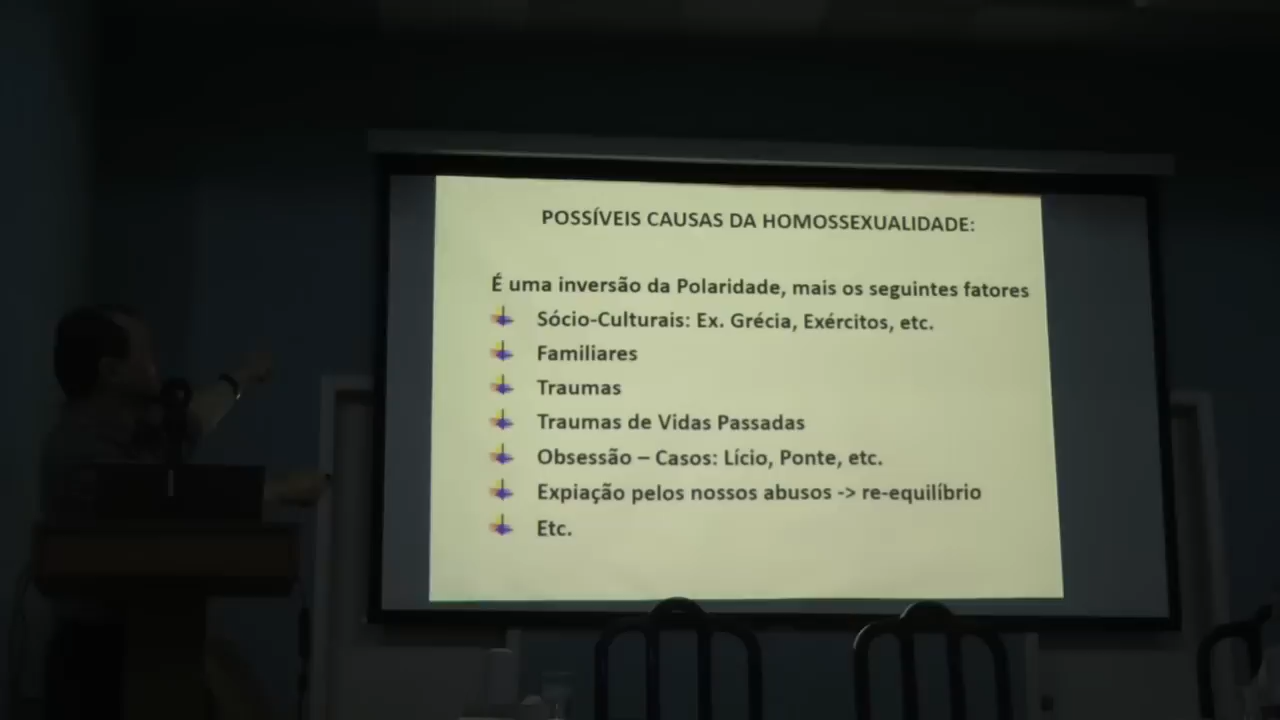 POSSÍVEIS CAUSAS DA HOMOSSEXUALIDADE:
É uma inversão da Polaridade, mais os seguintes fatores
Sócio-Culturais: Ex. Grécia, Exércitos, etc.
Familiares
Traumas
Traumas de Vidas Passadas
Obsessão – Casos: Lício, Ponte, etc.
Expiação pelos nossos abusos -> re-equilíbrio
Etc.